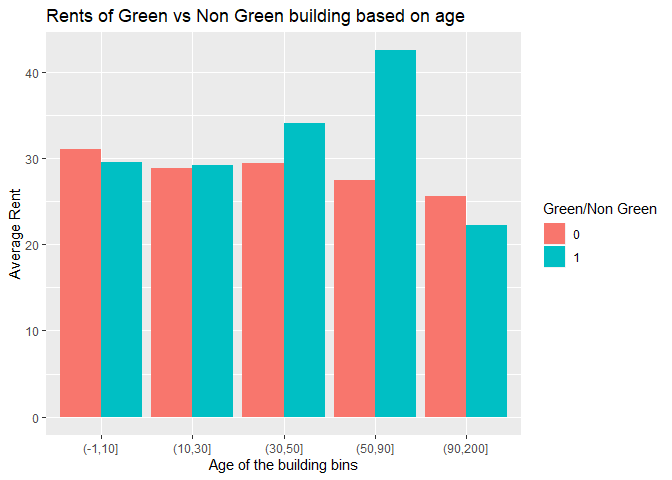 Rents of Green vs Non Green building based on age
Average Rent
40
30
20
10
0
(-1,10] (10,30] (30,50] (50,90] (90,200]
Age of the building bins
Green/Non Green
0
1